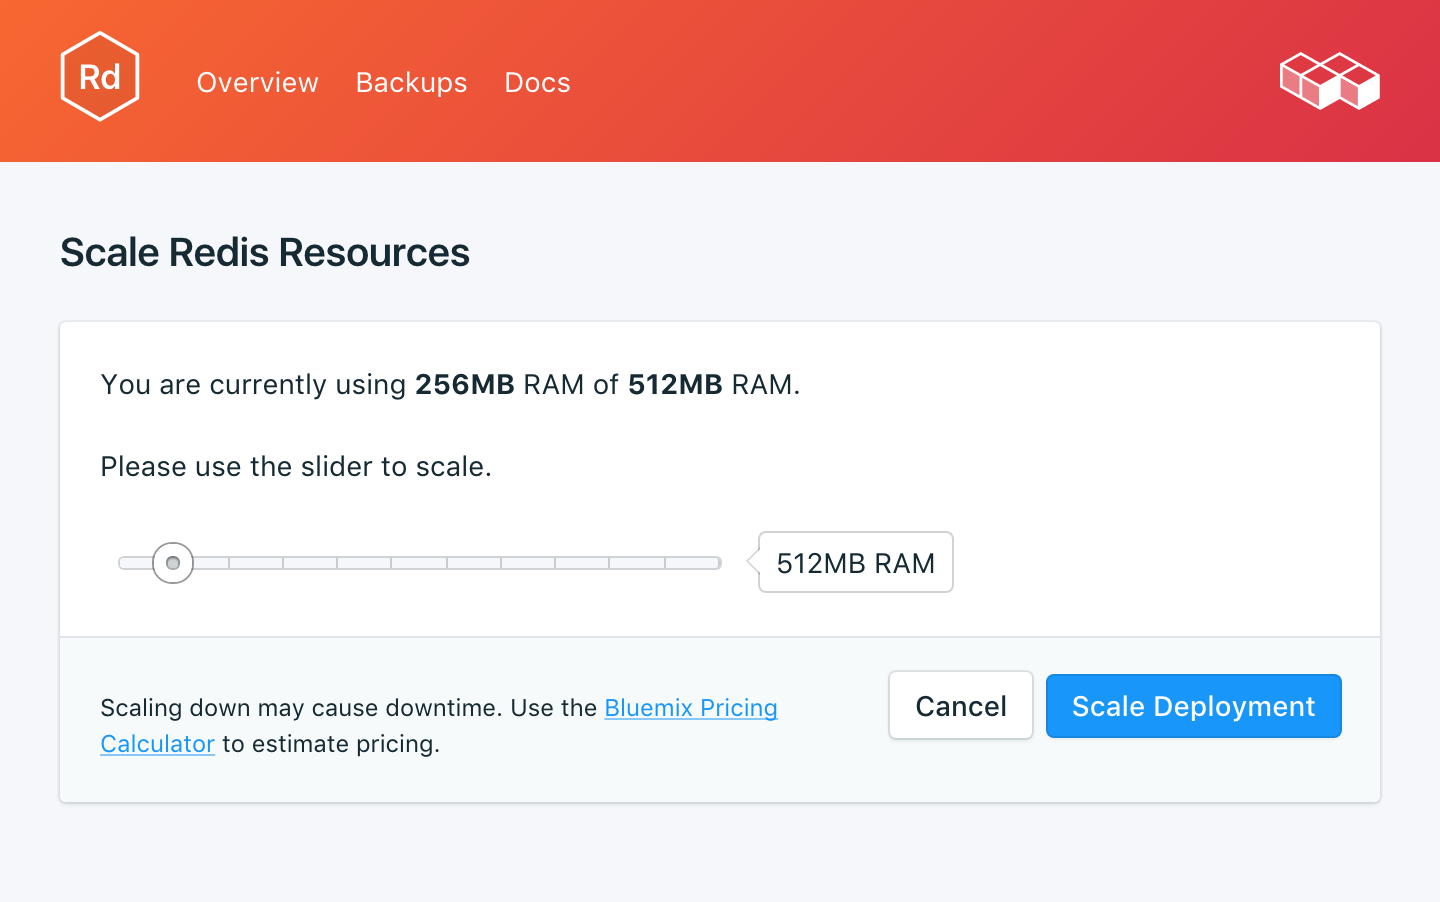 Rd
Overview Backups Docs
Scale Redis Resources
You are currently using 256MB RAM of 512MB RAM.
Please use the slider to scale.
512MB RAM
Scaling down may cause downtime. Use the Bluemix Pricing
Calculator to estimate pricing.
Cancel
Scale Deployment